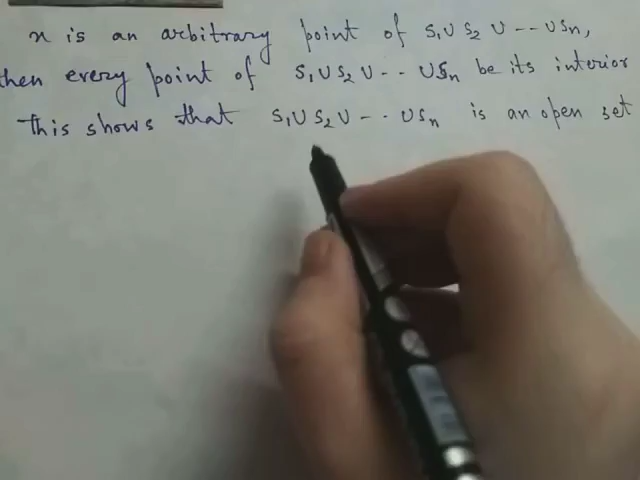 x is an arbitrary point of S₁ U S₂ U -- U Sₙ,
then every point of S₁ U S₂ U -- U Sₙ be its interior
This shows that S₁ U S₂ U -- U Sₙ is an open set